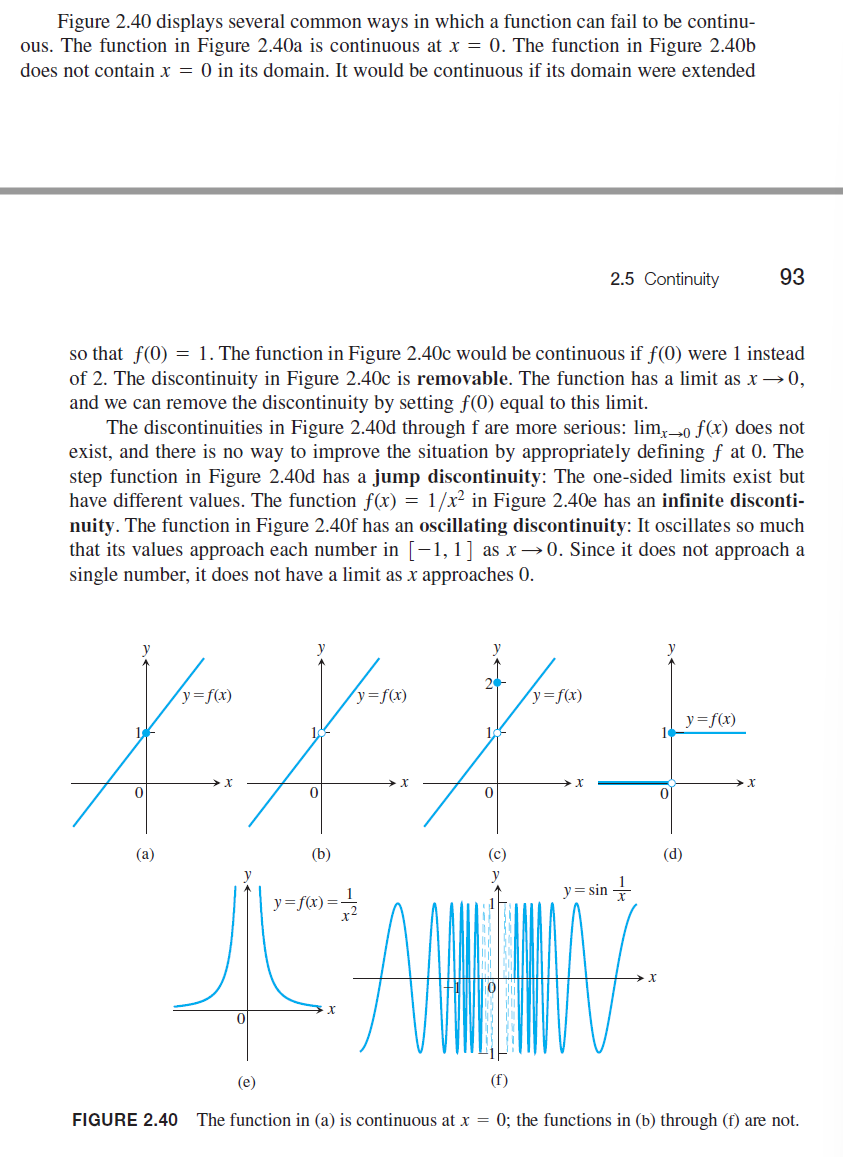 Figure 2.40 displays several common ways in which a function can fail to be continu-
ous. The function in Figure 2.40a is continuous at x = 0. The function in Figure 2.40b
does not contain x = 0 in its domain. It would be continuous if its domain were extended
2.5 Continuity 93
so that f(0) = 1. The function in Figure 2.40c would be continuous if f(0) were 1 instead
of 2. The discontinuity in Figure 2.40c is removable. The function has a limit as x → 0,
and we can remove the discontinuity by setting f(0) equal to this limit.
The discontinuities in Figure 2.40d through f are more serious: limₓ→₀ f(x) does not
exist, and there is no way to improve the situation by appropriately defining f at 0. The
step function in Figure 2.40d has a jump discontinuity: The one-sided limits exist but
have different values. The function f(x) = 1/x² in Figure 2.40e has an infinite disconti-
nuity. The function in Figure 2.40f has an oscillating discontinuity: It oscillates so much
that its values approach each number in [−1, 1] as x → 0. Since it does not approach a
single number, it does not have a limit as x approaches 0.
y
y = f(x)
1
0
x
(a)
y
y = f(x)
1
0
x
(b)
y
2
y = f(x)
1
0
x
(c)
y
y = f(x)
1
0
x
(d)
y
y = f(x) = 1/x²
0
x
(e)
y
y = sin 1/x
1
−1
0
x
−1
(f)
FIGURE 2.40 The function in (a) is continuous at x = 0; the functions in (b) through (f) are not.